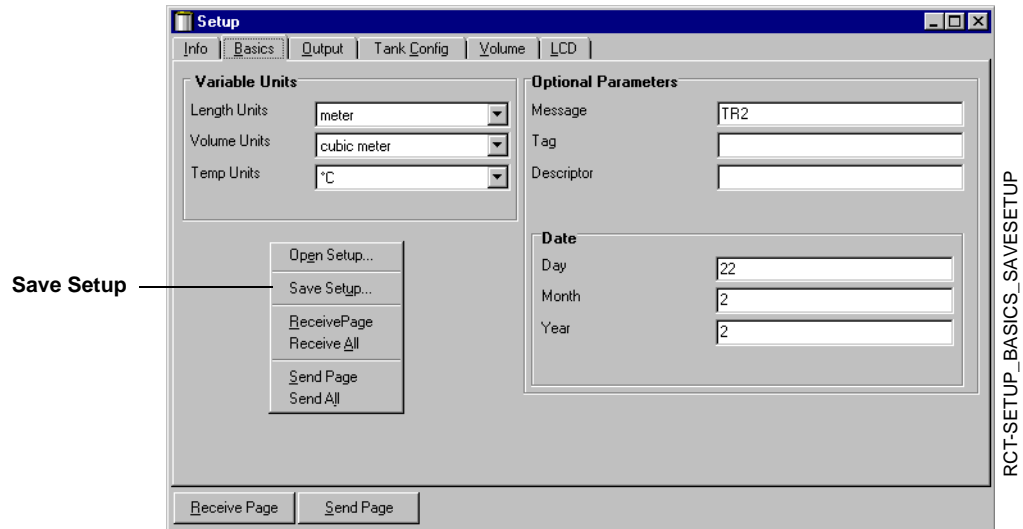 Setup
Info Basics Output Tank Config Volume LCD
Variable Units
Length Units meter
Volume Units cubic meter
Temp Units °C
Optional Parameters
Message TR2
Tag
Descriptor
Date
Day 22
Month 2
Year 2
Save Setup
Open Setup...
Save Setup...
ReceivePage
Receive All
Send Page
Send All
Receive Page Send Page
RCT-SETUP_BASICS_SAVESETUP